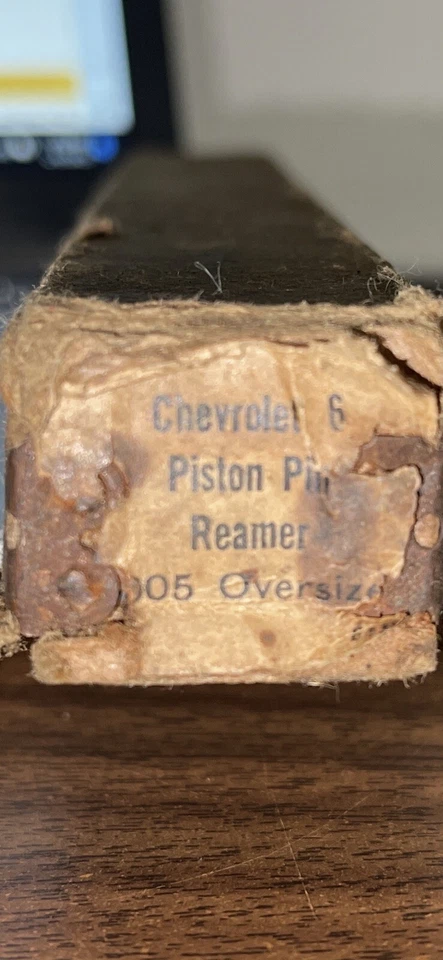 Chevrolet 6
Piston Pin
Reamer
005 Oversize